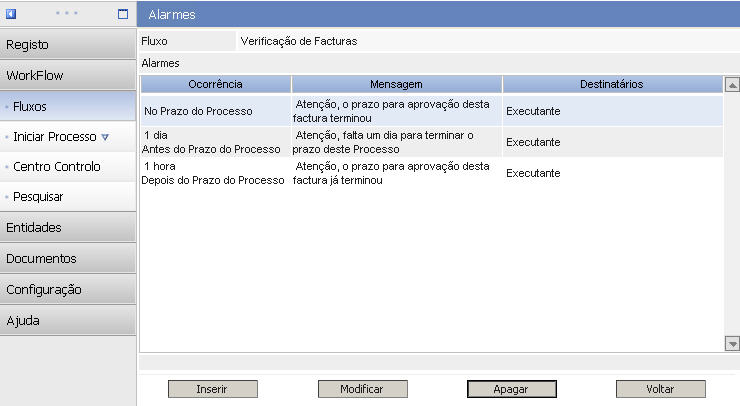 Alarmes
Registo
WorkFlow
Fluxos
Iniciar Processo
Centro Controlo
Pesquisar
Entidades
Documentos
Configuração
Ajuda
Fluxo Verificação de Facturas
Alarmes
Ocorrência Mensagem Destinatários
No Prazo do Processo Atenção, o prazo para aprovação desta Executante
factura terminou
1 dia Atenção, falta um dia para terminar o Executante
Antes do Prazo do Processo prazo deste Processo
1 hora Atenção, o prazo para aprovação desta Executante
Depois do Prazo do Processo factura já terminou
Inserir Modificar Apagar Voltar